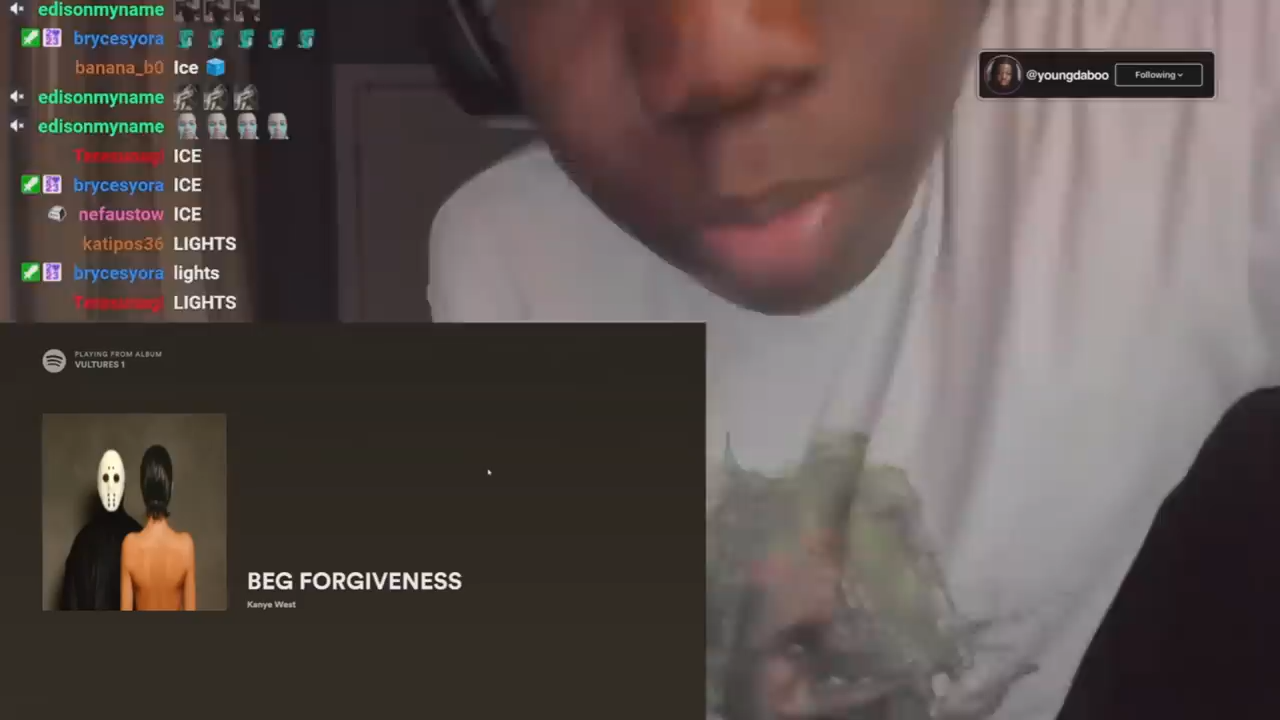 edisonmyname
brycesyora
banana_b0 Ice
edisonmyname
edisonmyname
ICE
brycesyora ICE
nefaustow ICE
katipos36 LIGHTS
brycesyora lights
LIGHTS
@youngdaboo Following
PLAYING FROM ALBUM
VULTURES 1
BEG FORGIVENESS
Kanye West